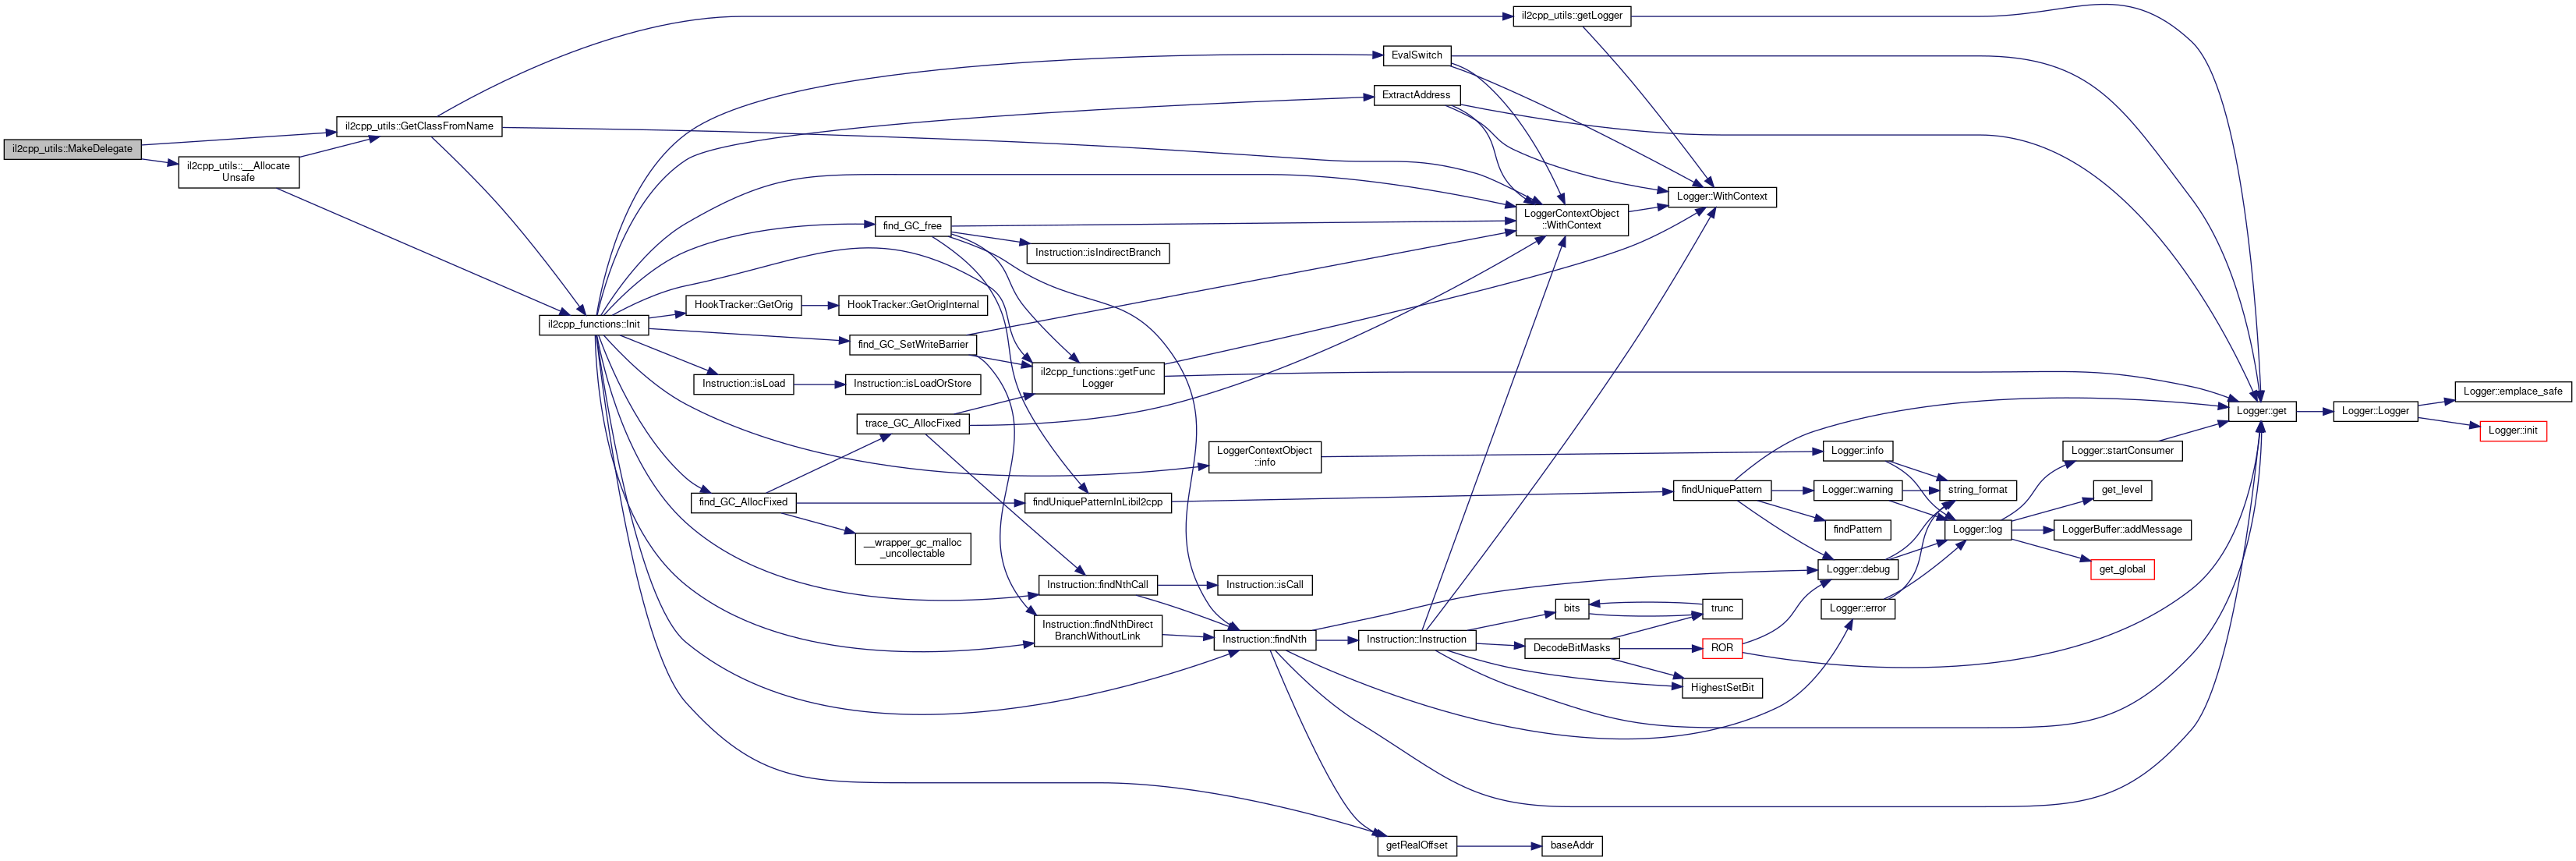 il2cpp_utils::MakeDelegate
il2cpp_utils::GetClassFromName
il2cpp_utils::__Allocate
Unsafe
il2cpp_functions::Init
il2cpp_utils::getLogger
EvalSwitch
ExtractAddress
Logger::WithContext
LoggerContextObject
::WithContext
find_GC_free
Instruction::isIndirectBranch
HookTracker::GetOrig
HookTracker::GetOrigInternal
find_GC_SetWriteBarrier
il2cpp_functions::getFunc
Logger
Instruction::isLoad
Instruction::isLoadOrStore
trace_GC_AllocFixed
LoggerContextObject
::info
find_GC_AllocFixed
findUniquePatternInLibil2cpp
__wrapper_gc_malloc
_uncollectable
Instruction::findNthCall
Instruction::isCall
Instruction::findNthDirect
BranchWithoutLink
Instruction::findNth
Instruction::Instruction
bits
trunc
DecodeBitMasks
ROR
HighestSetBit
getRealOffset
baseAddr
findUniquePattern
Logger::info
Logger::warning
findPattern
Logger::debug
Logger::error
string_format
Logger::log
Logger::startConsumer
get_level
LoggerBuffer::addMessage
get_global
Logger::get
Logger::Logger
Logger::emplace_safe
Logger::init